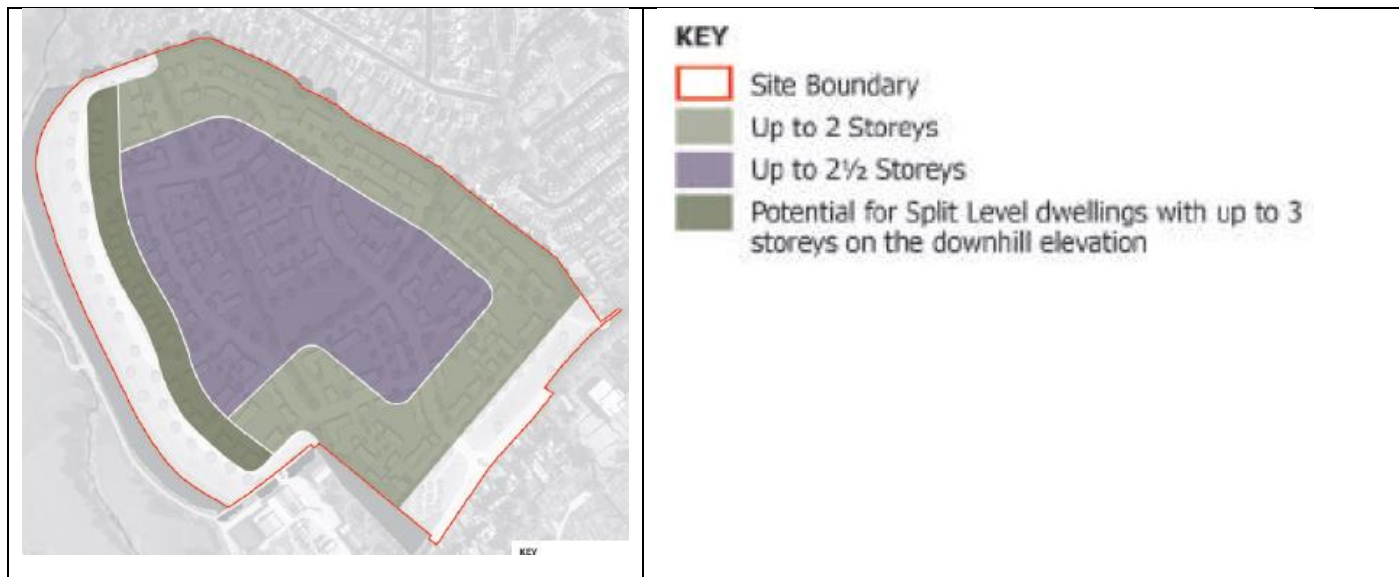 KEY
Site Boundary
Up to 2 Storeys
Up to 2½ Storeys
Potential for Split Level dwellings with up to 3
storeys on the downhill elevation
KEY